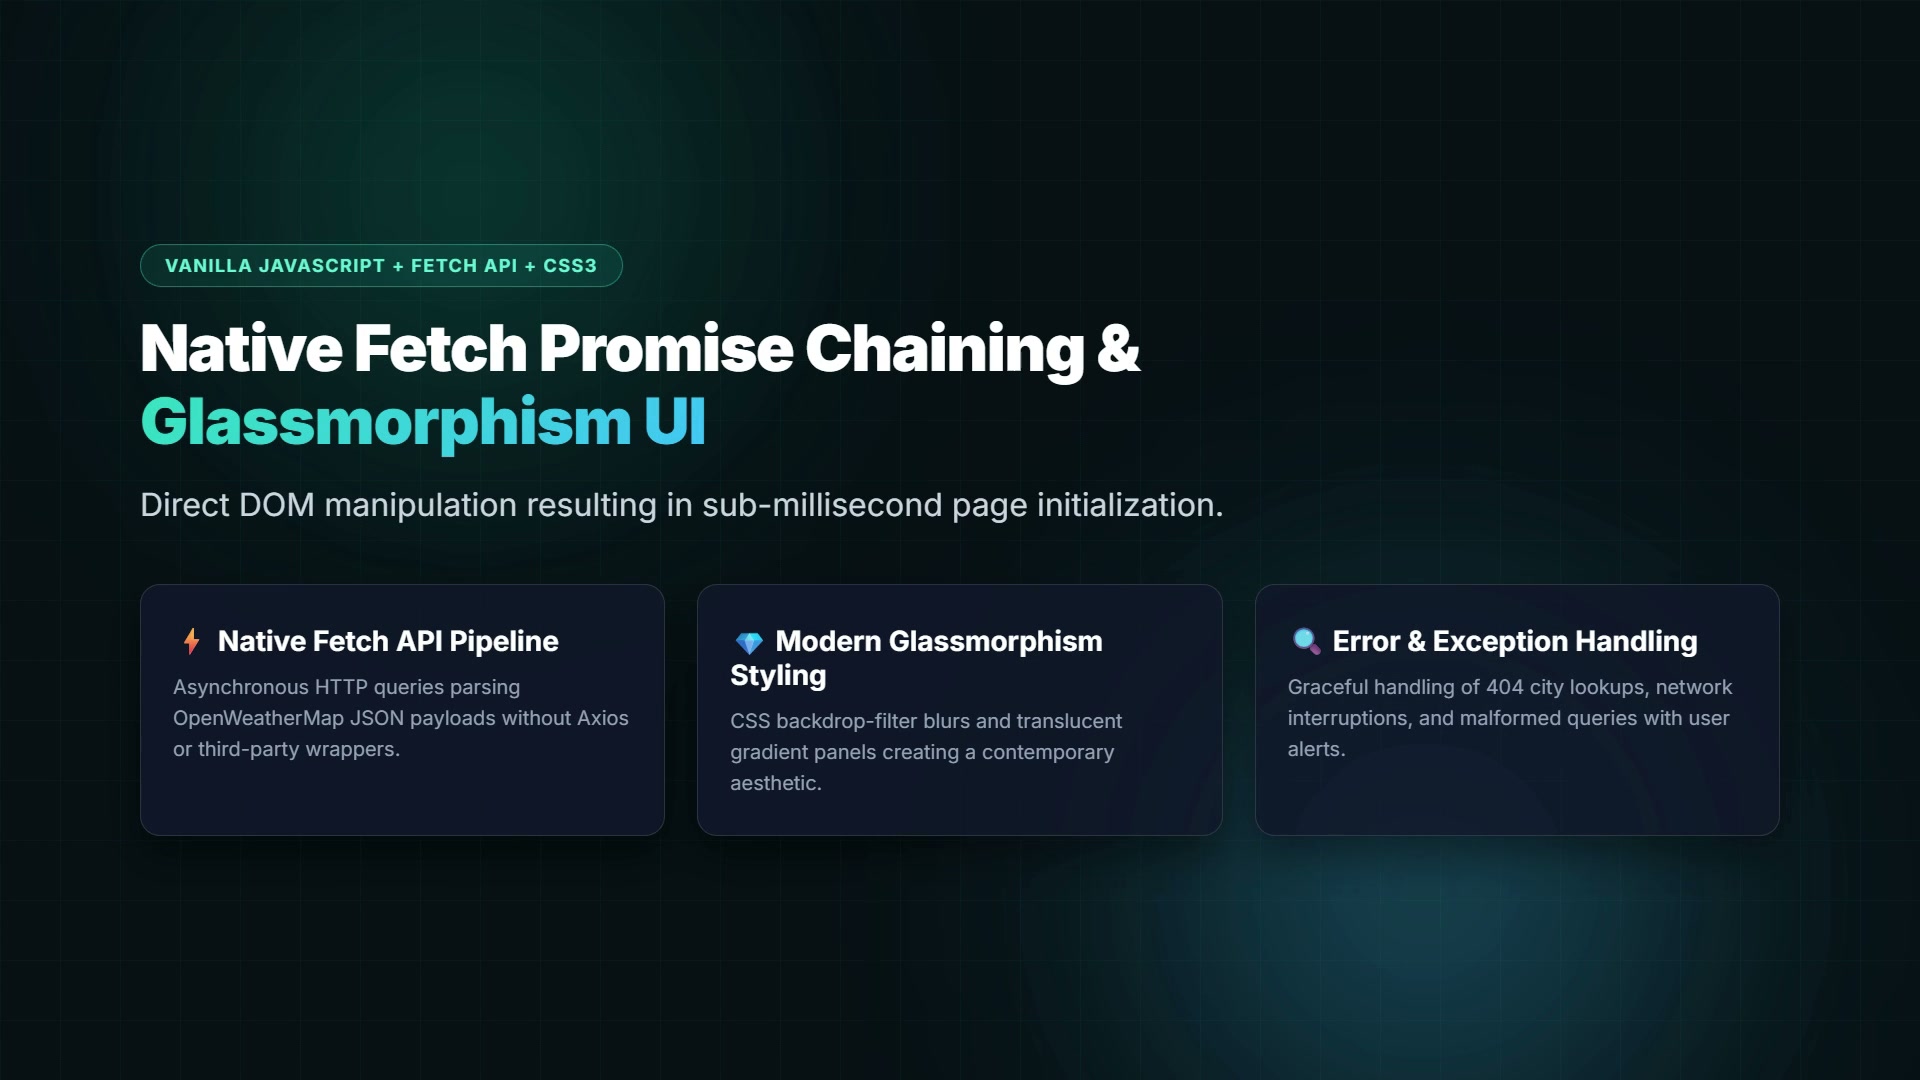 VANILLA JAVASCRIPT + FETCH API + CSS3
Native Fetch Promise Chaining &
Glassmorphism UI
Direct DOM manipulation resulting in sub-millisecond page initialization.
Native Fetch API Pipeline
Asynchronous HTTP queries parsing
OpenWeatherMap JSON payloads without Axios
or third-party wrappers.
Modern Glassmorphism
Styling
CSS backdrop-filter blurs and translucent
gradient panels creating a contemporary
aesthetic.
Error & Exception Handling
Graceful handling of 404 city lookups, network
interruptions, and malformed queries with user
alerts.